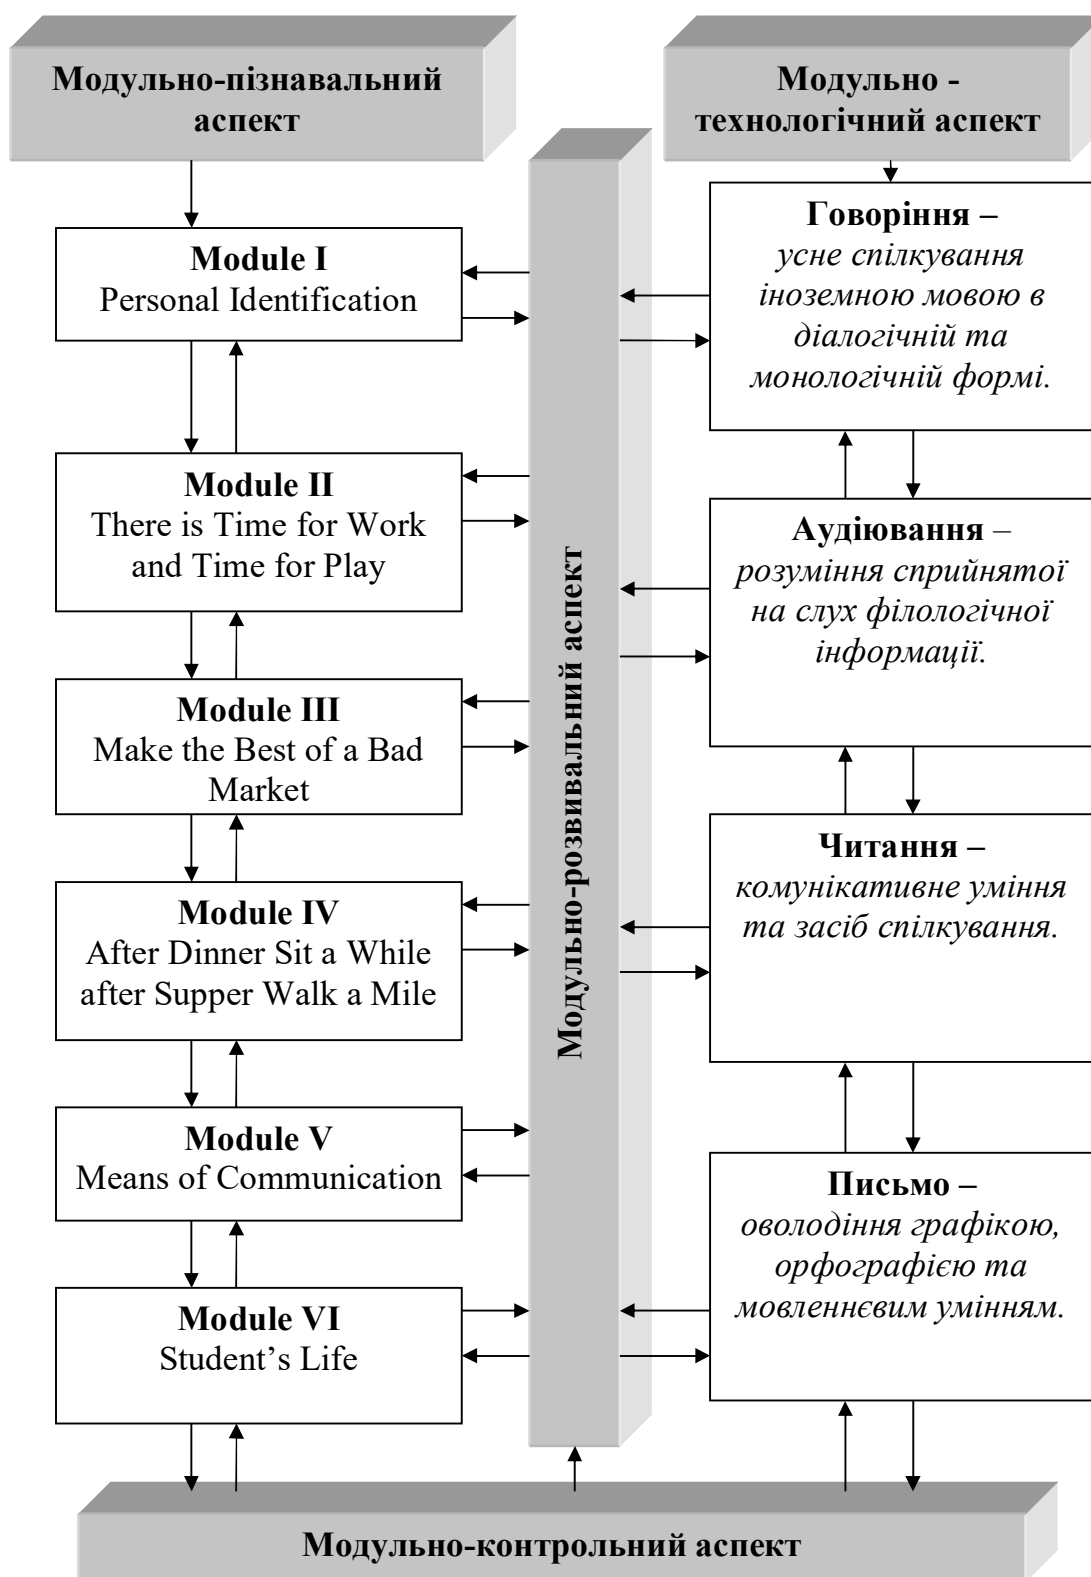 Модульно-пізнавальний
аспект
Модульно -
технологічний аспект
Module I
Personal Identification
Module II
There is Time for Work
and Time for Play
Module III
Make the Best of a Bad
Market
Module IV
After Dinner Sit a While
after Supper Walk a Mile
Module V
Means of Communication
Module VI
Student’s Life
Модульно-розвивальний аспект
Говоріння –
усне спілкування
іноземною мовою в
діалогічній та
монологічній формі.
Аудіювання –
розуміння сприйнятої
на слух філологічної
інформації.
Читання –
комунікативне уміння
та засіб спілкування.
Письмо –
оволодіння графікою,
орфографією та
мовленнєвим умінням.
Модульно-контрольний аспект